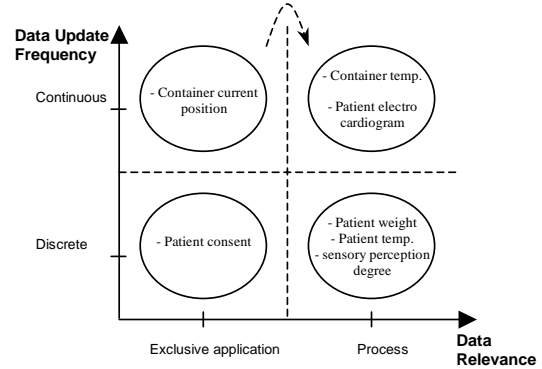 Data Update
Frequency
Continuous
- Container current
position
- Container temp.
- Patient electro
cardiogram
Discrete
- Patient consent
- Patient weight
- Patient temp.
- sensory perception
degree
Exclusive application
Process
Data
Relevance